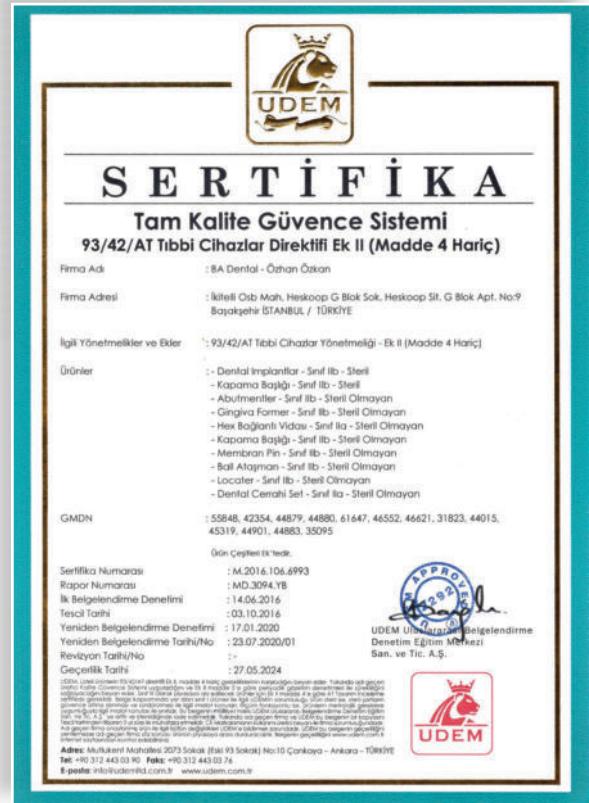 UDEM
SERTİFİKA
Tam Kalite Güvence Sistemi
93/42/AT Tıbbi Cihazlar Direktifi Ek II (Madde 4 Hariç)
Firma Adı : BA Dental - Özhan Özkan
Firma Adresi : İkitelli Osb Mah. Heskoop G Blok Sok. Heskoop Sit. G Blok Apt. No:9
Başakşehir İSTANBUL / TÜRKİYE
İlgili Yönetmelikler ve Ekler : 93/42/AT Tıbbi Cihazlar Yönetmeliği - Ek II (Madde 4 Hariç)
Ürünler : - Dental İmplantlar - Sınıf IIb - Steril
- Kapama Başlığı - Sınıf IIb - Steril
- Abutmentler - Sınıf IIb - Steril Olmayan
- Gingiva Former - Sınıf IIb - Steril Olmayan
- Hex Bağlantı Vidası - Sınıf IIa - Steril Olmayan
- Kapama Başlığı - Sınıf IIb - Steril Olmayan
- Membran Pin - Sınıf IIb - Steril Olmayan
- Ball Ataşman - Sınıf IIb - Steril Olmayan
- Locater - Sınıf IIb - Steril Olmayan
- Dental Cerrahi Set - Sınıf IIa - Steril Olmayan
GMDN : 55848, 42354, 44879, 44880, 61647, 46552, 46621, 31823, 44015,
45319, 44901, 44883, 35095
Ürün Çeşitleri Ek'tedir.
Sertifika Numarası : M.2016.106.6993
Rapor Numarası : MD.3094.YB
İlk Belgelendirme Denetimi : 14.06.2016
Tescil Tarihi : 03.10.2016
Yeniden Belgelendirme Denetimi : 17.01.2020
Yeniden Belgelendirme Tarihi/No : 23.07.2020/01
Revizyon Tarihi/No : -
Geçerlilik Tarihi : 27.05.2024
UDEM APPROVED
2292
UDEM Uluslararası Belgelendirme
Denetim Eğitim Merkezi
San. ve Tic. A.Ş.
UDEM
Adres: Mutlukent Mahallesi 2073 Sokak (Eski 93 Sokak) No:10 Çankaya – Ankara – TÜRKİYE
Tel: +90 312 443 03 90 Faks: +90 312 443 03 76
E-posta: info@udemltd.com.tr www.udem.com.tr